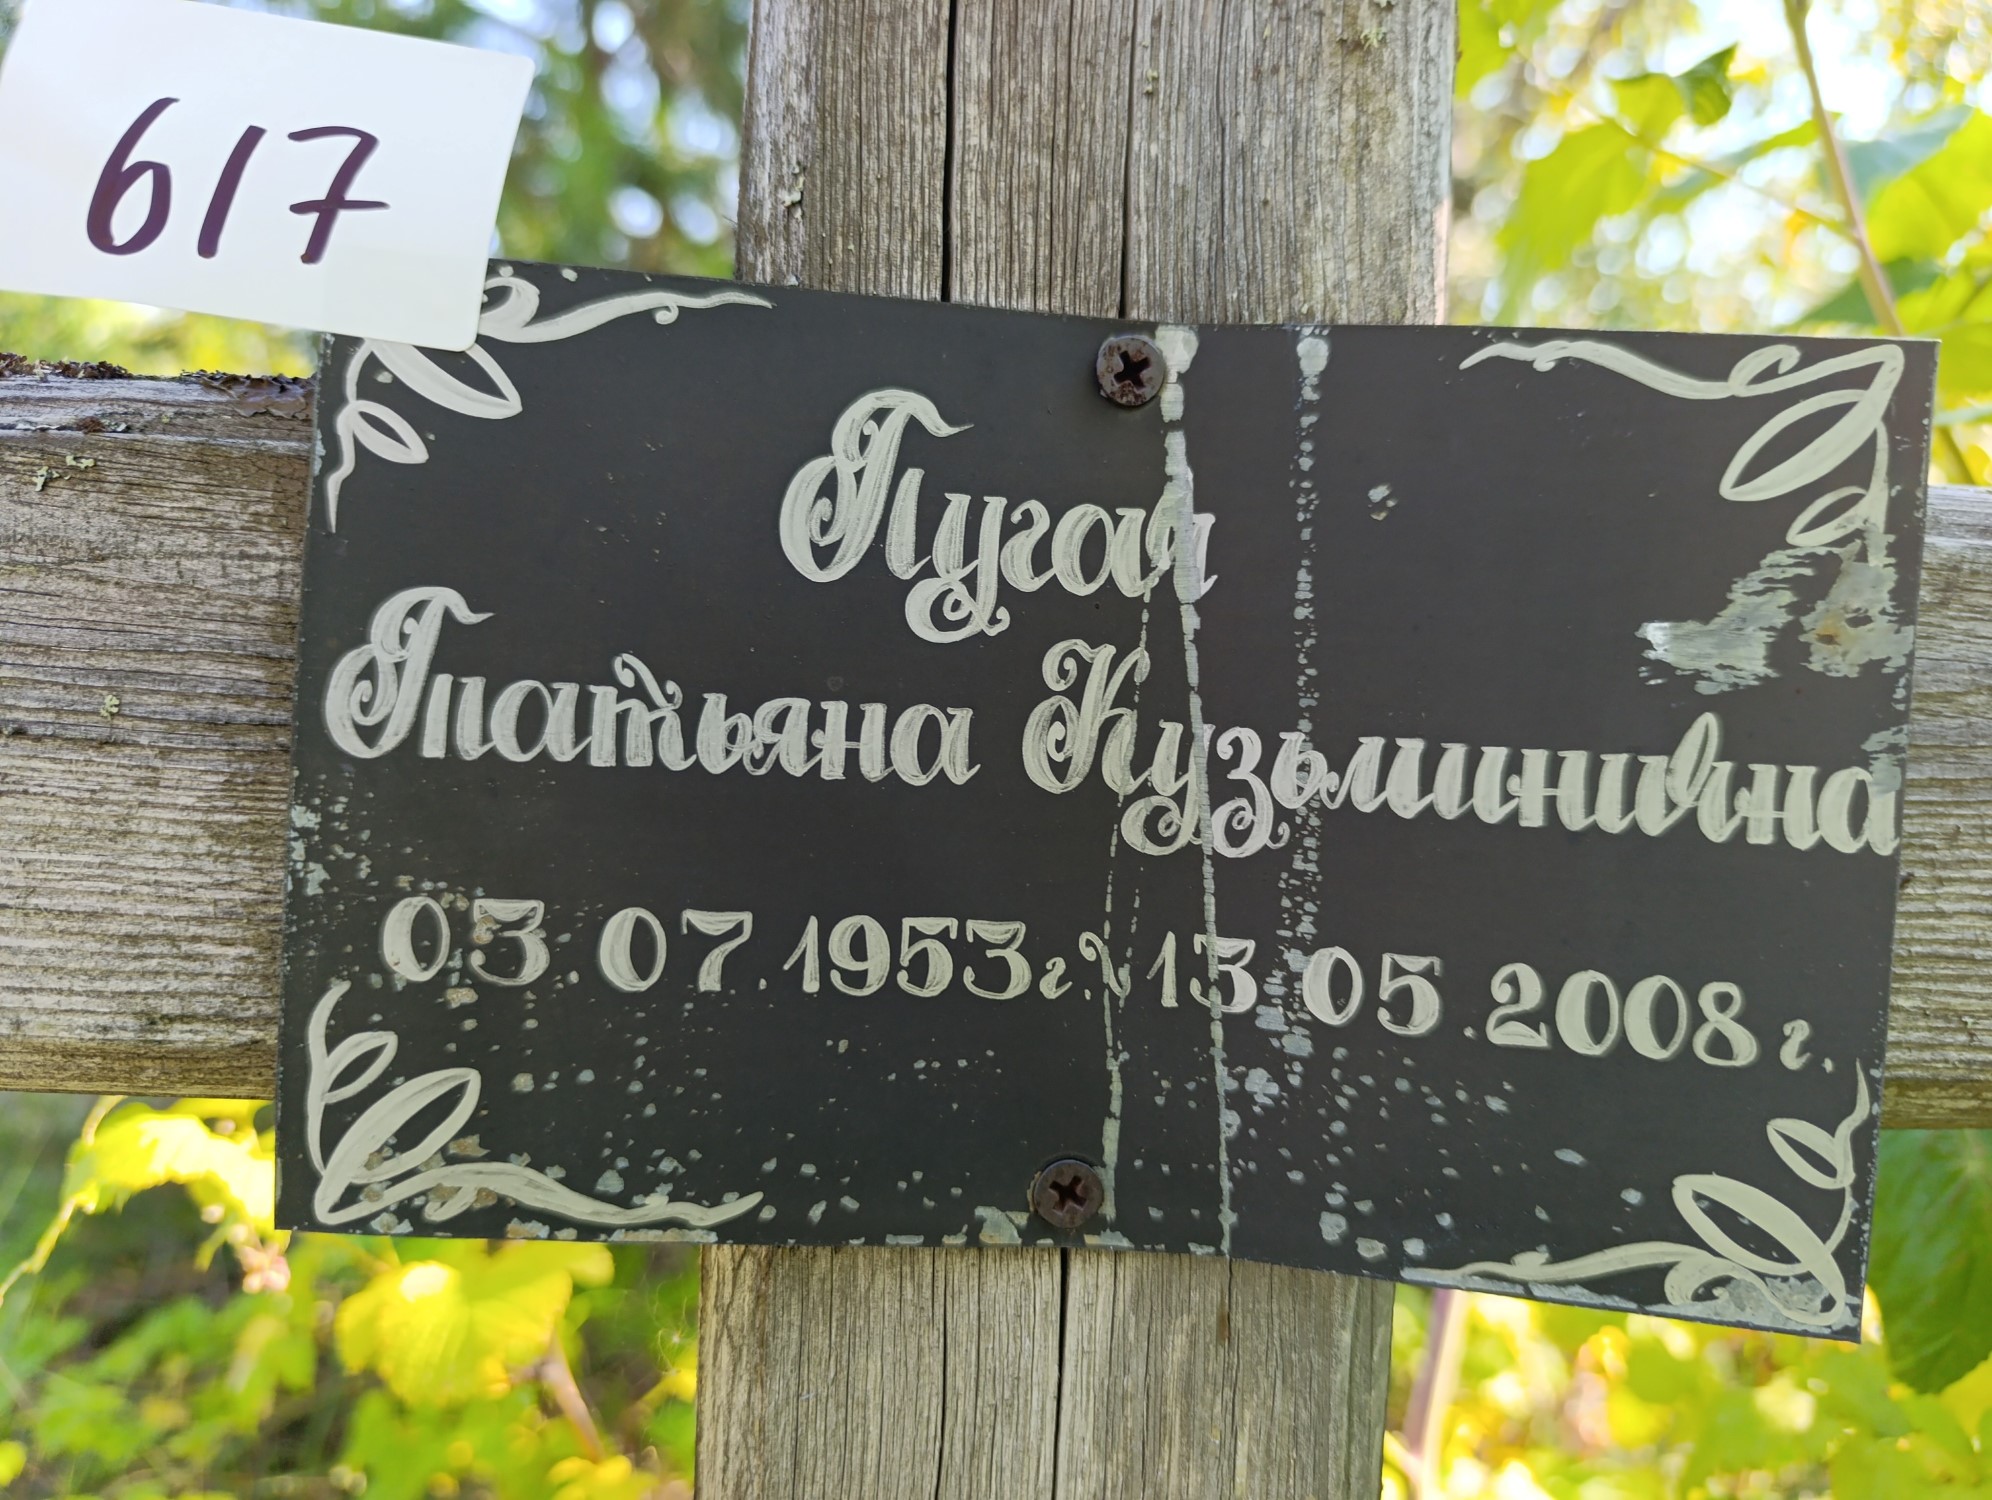 617
Пугач
Татьяна Кузьминична
03.07.1953г. ~ 13.05.2008г.